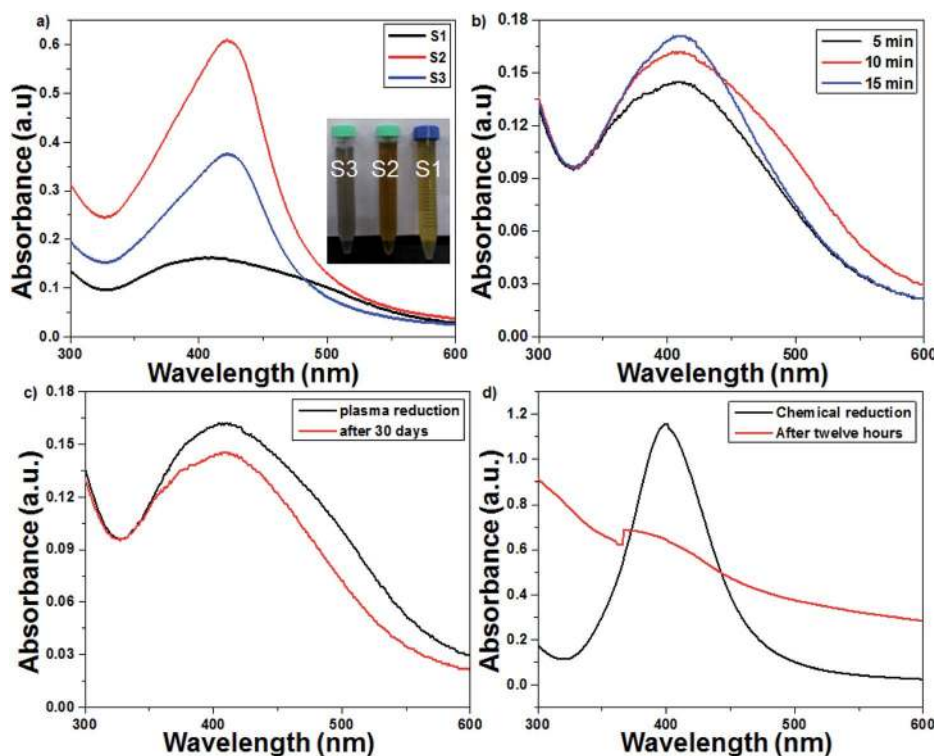 a)
S1
S2
S3
0.6
0.5
0.4
0.3
0.2
0.1
0.0
Absorbance (a.u)
S3 S2 S1
300 400 500 600
Wavelength (nm)
b)
5 min
10 min
15 min
0.18
0.15
0.12
0.09
0.06
0.03
0.00
Absorbance (a.u)
300 400 500 600
Wavelength (nm)
c)
plasma reduction
after 30 days
0.18
0.15
0.12
0.09
0.06
0.03
0.00
Absorbance (a.u.)
300 400 500 600
Wavelength (nm)
d)
Chemical reduction
After twelve hours
1.2
1.0
0.8
0.6
0.4
0.2
0.0
Absorbance (a.u.)
300 400 500 600
Wavelength (nm)